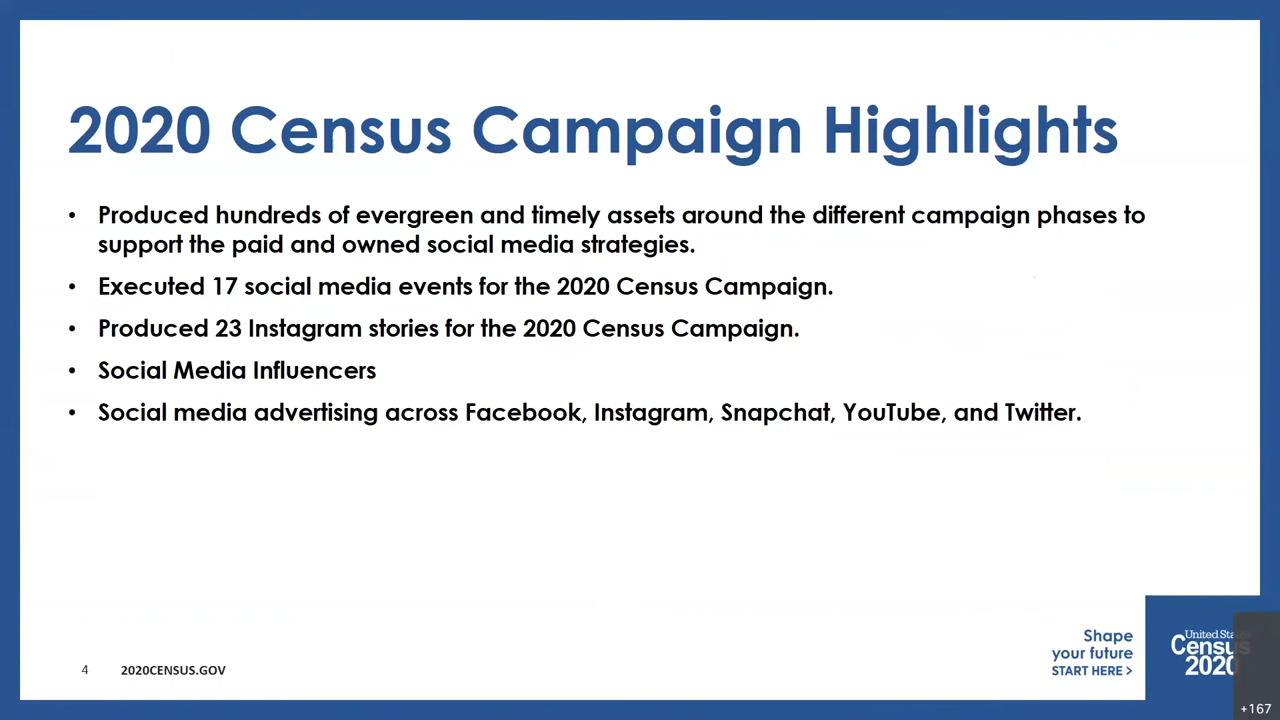 2020 Census Campaign Highlights
• Produced hundreds of evergreen and timely assets around the different campaign phases to
support the paid and owned social media strategies.
• Executed 17 social media events for the 2020 Census Campaign.
• Produced 23 Instagram stories for the 2020 Census Campaign.
• Social Media Influencers
• Social media advertising across Facebook, Instagram, Snapchat, YouTube, and Twitter.
Shape
your future
START HERE >
United States
Census
2020
4 2020CENSUS.GOV
+167